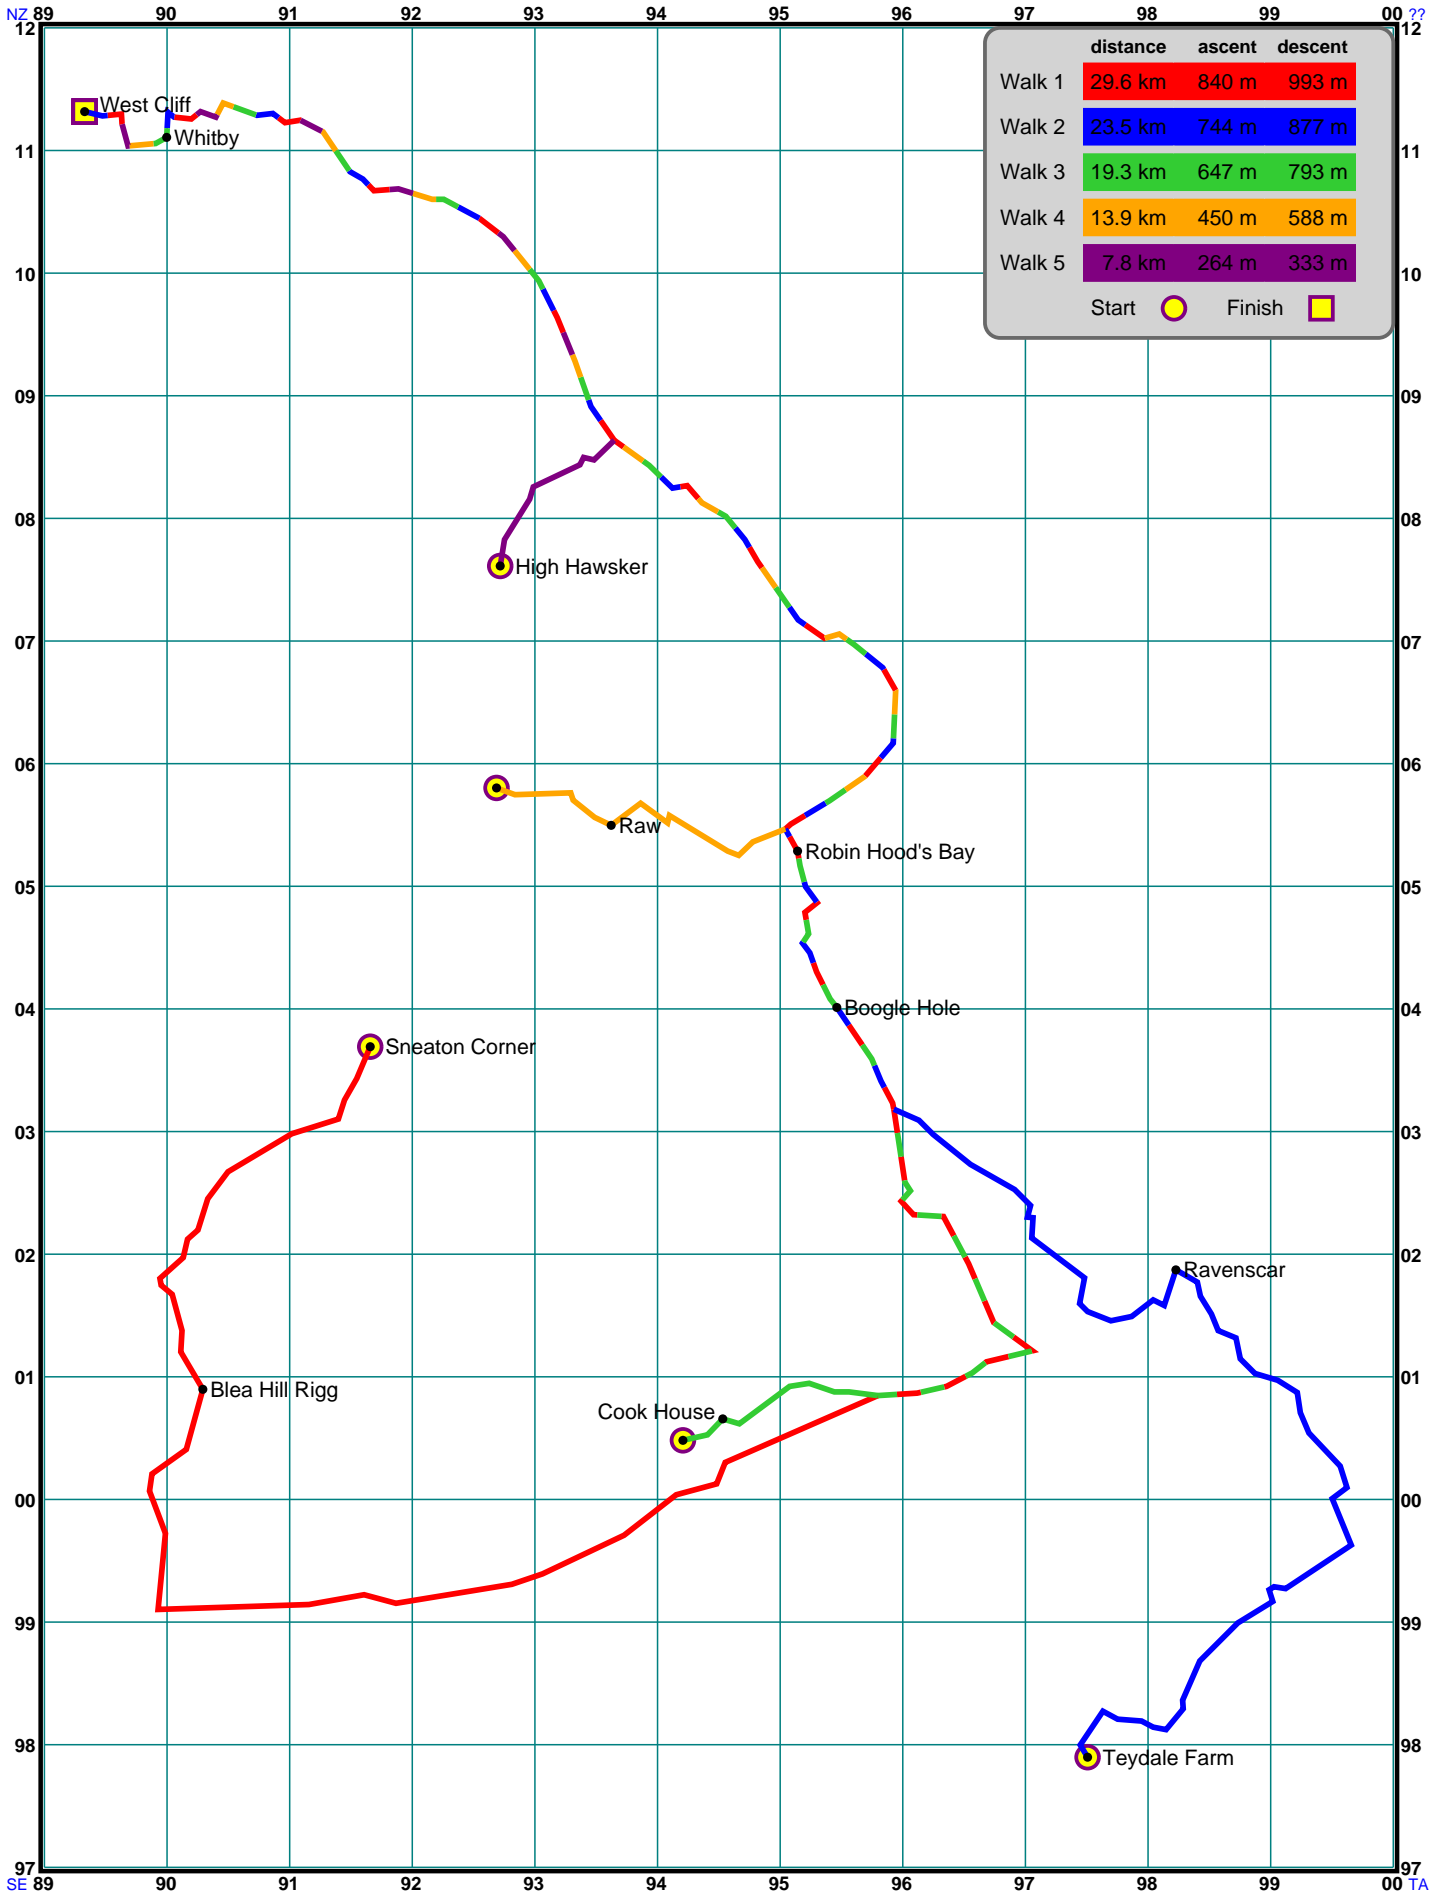 NZ 89 90 91 92 93 94 95 96 97 98 99 00 ??
12 12
distance ascent descent
Walk 1 29.6 km 840 m 993 m
West Cliff
Walk 2 23.5 km 744 m 877 m
Whitby
11 11
Walk 3 19.3 km 647 m 793 m
Walk 4 13.9 km 450 m 588 m
Walk 5 7.8 km 264 m 333 m
10 10
Start Finish
09 09
08 08
High Hawsker
07 07
06 06
Raw
Robin Hood's Bay
05 05
04 Boogle Hole 04
Sneaton Corner
03 03
02 02
Ravenscar
01 01
Blea Hill Rigg
Cook House
00 00
99 99
98 98
Teydale Farm
97 97
SE 89 90 91 92 93 94 95 96 97 98 99 00 TA